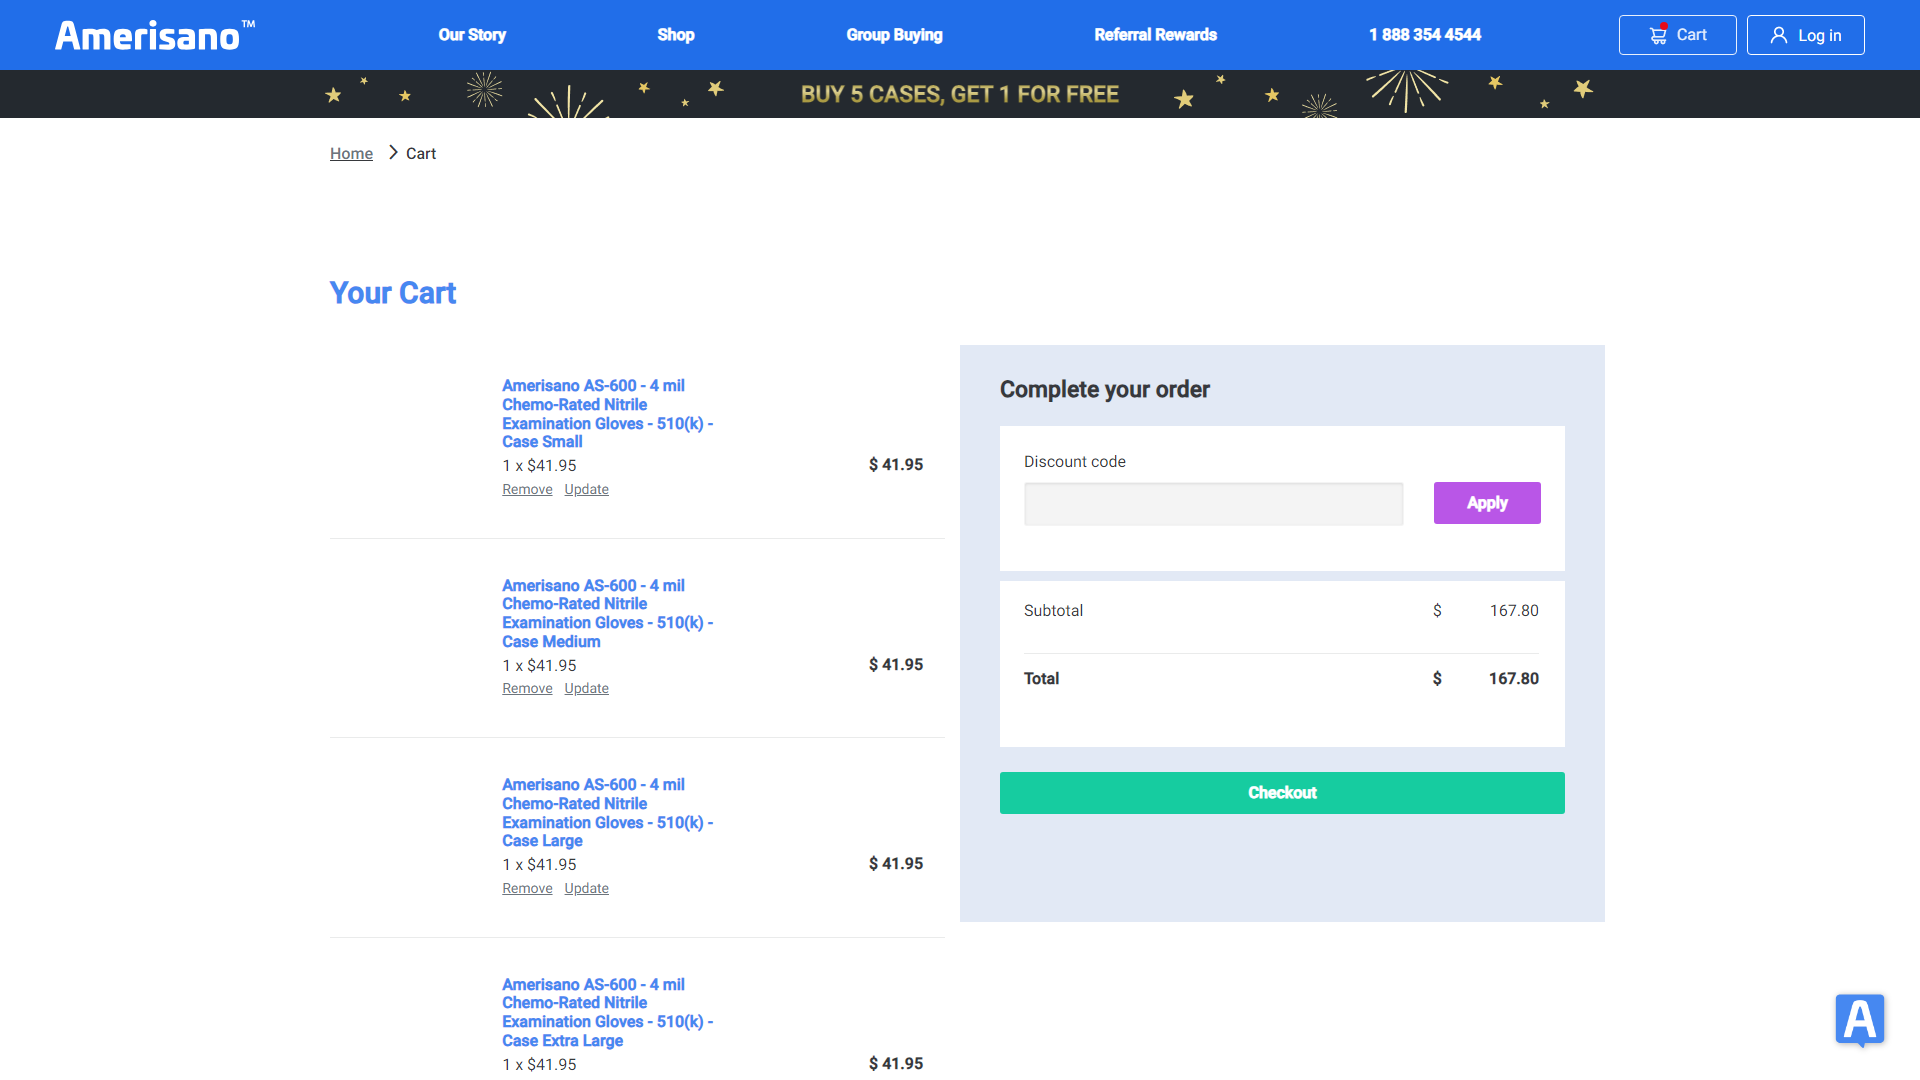 Amerisano™
Our Story
Shop
Group Buying
Referral Rewards
1 888 354 4544
Cart
Log in
BUY 5 CASES, GET 1 FOR FREE
Home
Cart
Your Cart
Amerisano AS-600 - 4 mil
Chemo-Rated Nitrile
Examination Gloves - 510(k) -
Case Small
1 x $41.95
$ 41.95
Remove Update
Amerisano AS-600 - 4 mil
Chemo-Rated Nitrile
Examination Gloves - 510(k) -
Case Medium
1 x $41.95
$ 41.95
Remove Update
Amerisano AS-600 - 4 mil
Chemo-Rated Nitrile
Examination Gloves - 510(k) -
Case Large
1 x $41.95
$ 41.95
Remove Update
Amerisano AS-600 - 4 mil
Chemo-Rated Nitrile
Examination Gloves - 510(k) -
Case Extra Large
1 x $41.95
$ 41.95
Complete your order
Discount code
Apply
Subtotal $ 167.80
Total $ 167.80
Checkout
A